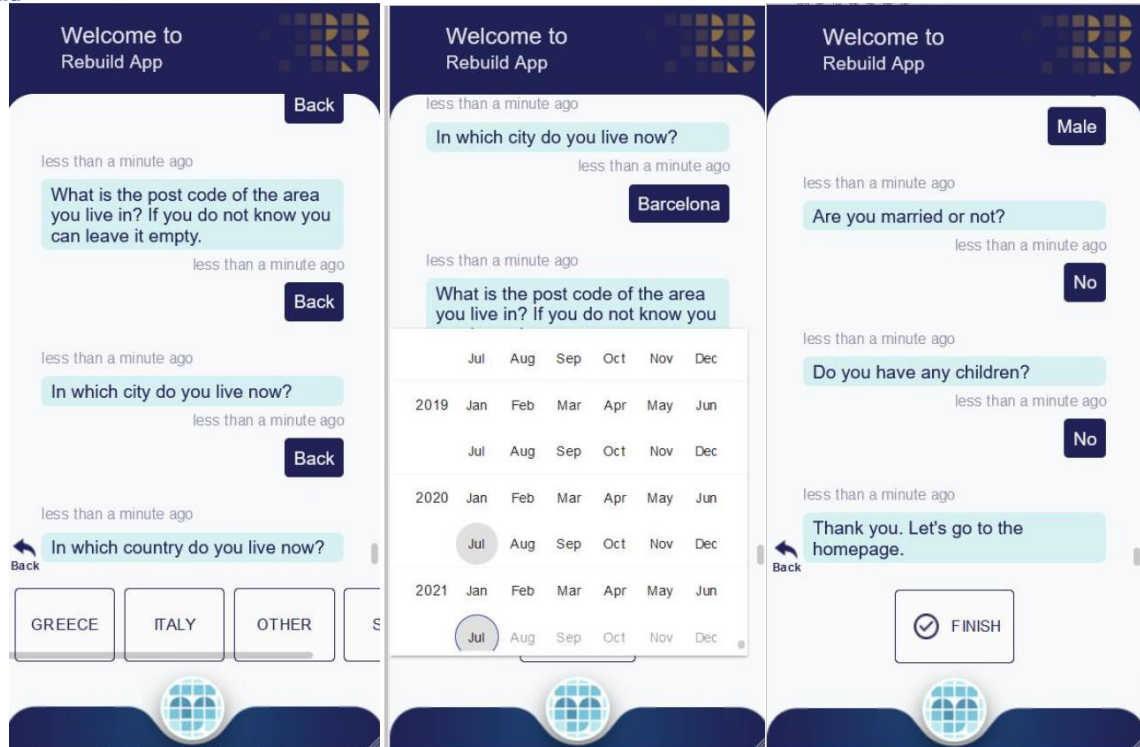 Welcome to
Rebuild App
Back
less than a minute ago
What is the post code of the area
you live in? If you do not know you
can leave it empty.
less than a minute ago
Back
less than a minute ago
In which city do you live now?
less than a minute ago
Back
less than a minute ago
In which country do you live now?
Back
GREECE ITALY OTHER S
Welcome to
Rebuild App
less than a minute ago
In which city do you live now?
less than a minute ago
Barcelona
less than a minute ago
What is the post code of the area
you live in? If you do not know you
Jul Aug Sep Oct Nov Dec
2019 Jan Feb Mar Apr May Jun
Jul Aug Sep Oct Nov Dec
2020 Jan Feb Mar Apr May Jun
Jul Aug Sep Oct Nov Dec
2021 Jan Feb Mar Apr May Jun
Jul Aug Sep Oct Nov Dec
Welcome to
Rebuild App
Male
less than a minute ago
Are you married or not?
less than a minute ago
No
less than a minute ago
Do you have any children?
less than a minute ago
No
less than a minute ago
Thank you. Let's go to the
homepage.
Back
FINISH